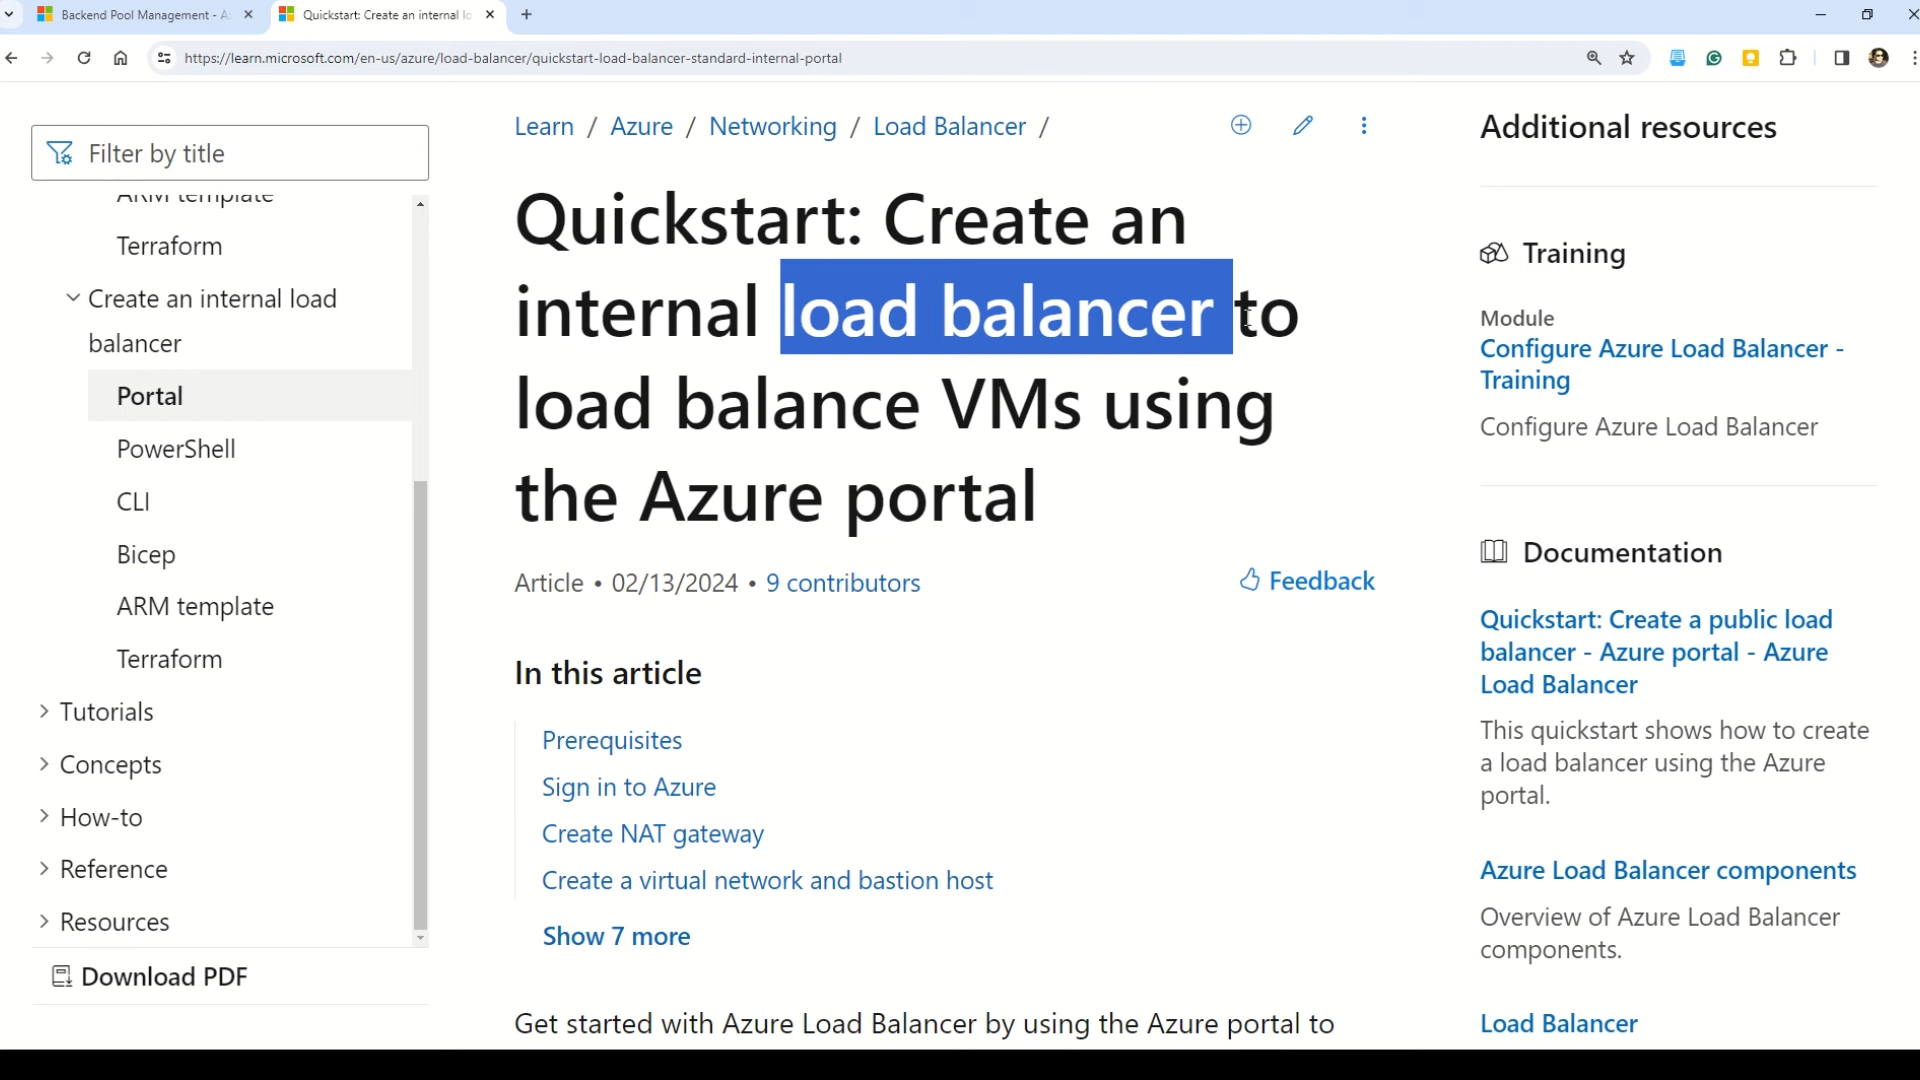 Backend Pool Management - A
Quickstart: Create an internal lo
https://learn.microsoft.com/en-us/azure/load-balancer/quickstart-load-balancer-standard-internal-portal
Filter by title
ARM template
Terraform
Create an internal load
balancer
Portal
PowerShell
CLI
Bicep
ARM template
Terraform
Tutorials
Concepts
How-to
Reference
Resources
Download PDF
Learn / Azure / Networking / Load Balancer /
Quickstart: Create an
internal load balancer to
load balance VMs using
the Azure portal
Article • 02/13/2024 • 9 contributors
Feedback
In this article
Prerequisites
Sign in to Azure
Create NAT gateway
Create a virtual network and bastion host
Show 7 more
Get started with Azure Load Balancer by using the Azure portal to
Additional resources
Training
Module
Configure Azure Load Balancer -
Training
Configure Azure Load Balancer
Documentation
Quickstart: Create a public load
balancer - Azure portal - Azure
Load Balancer
This quickstart shows how to create
a load balancer using the Azure
portal.
Azure Load Balancer components
Overview of Azure Load Balancer
components.
Load Balancer